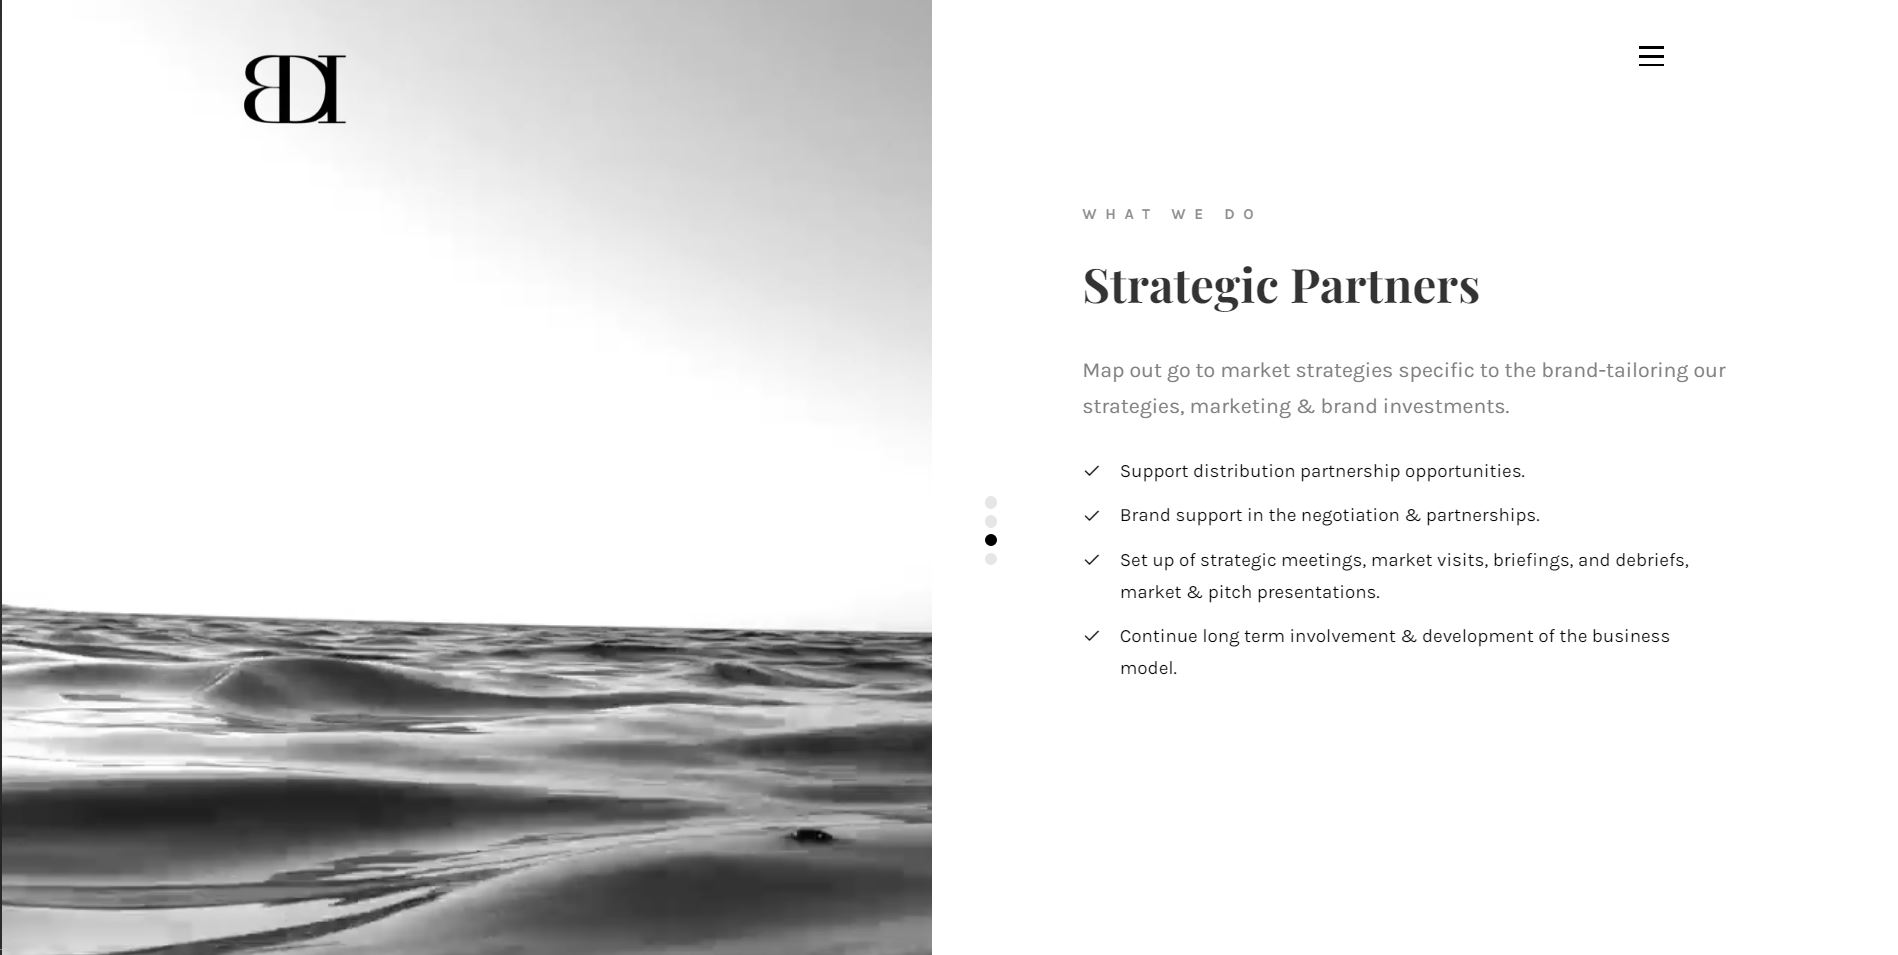 BDI
WHAT WE DO
Strategic Partners
Map out go to market strategies specific to the brand-tailoring our
strategies, marketing & brand investments.
Support distribution partnership opportunities.
Brand support in the negotiation & partnerships.
Set up of strategic meetings, market visits, briefings, and debriefs,
market & pitch presentations.
Continue long term involvement & development of the business
model.